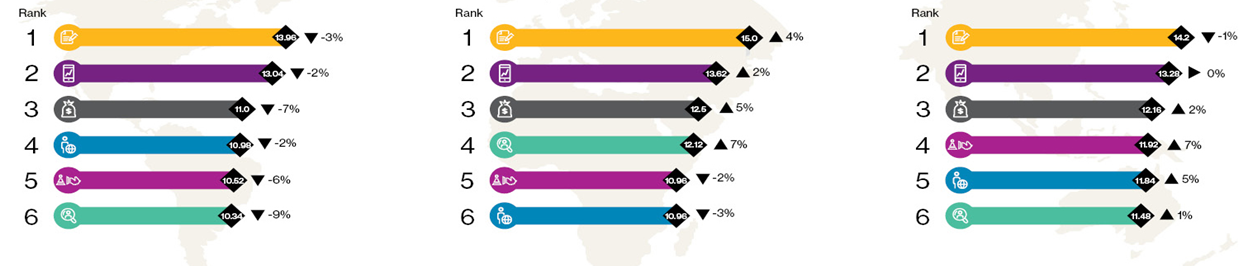 Rank
1 13.96 -3%
2 13.04 -2%
3 11.0 -7%
4 10.98 -2%
5 10.52 -6%
6 10.34 -9%
Rank
1 15.0 4%
2 13.62 2%
3 12.5 5%
4 12.12 7%
5 10.96 -2%
6 10.96 -3%
Rank
1 14.2 -1%
2 13.28 0%
3 12.16 2%
4 11.92 7%
5 11.84 5%
6 11.48 1%